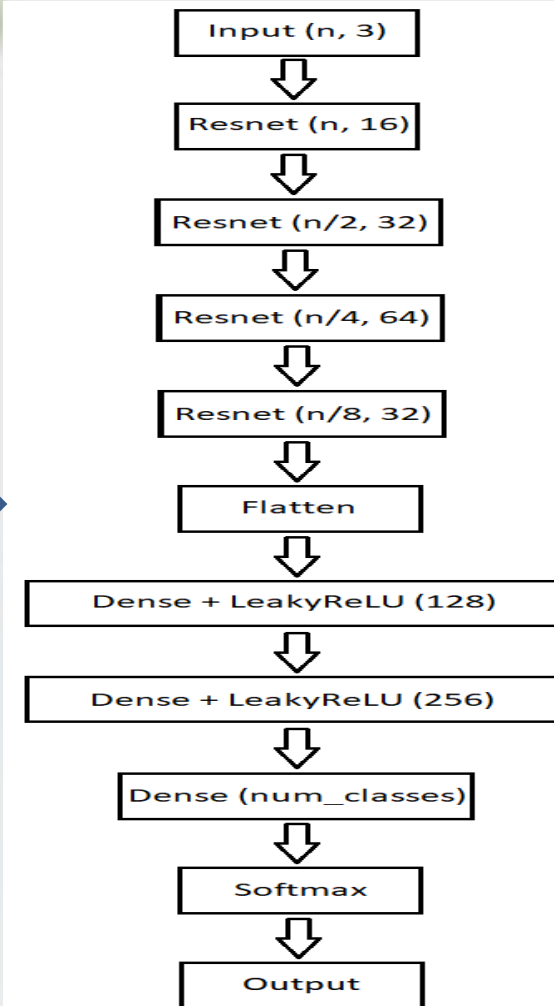 Input (n, 3)
Resnet (n, 16)
Resnet (n/2, 32)
Resnet (n/4, 64)
Resnet (n/8, 32)
Flatten
Dense + LeakyReLU (128)
Dense + LeakyReLU (256)
Dense (num_classes)
Softmax
Output